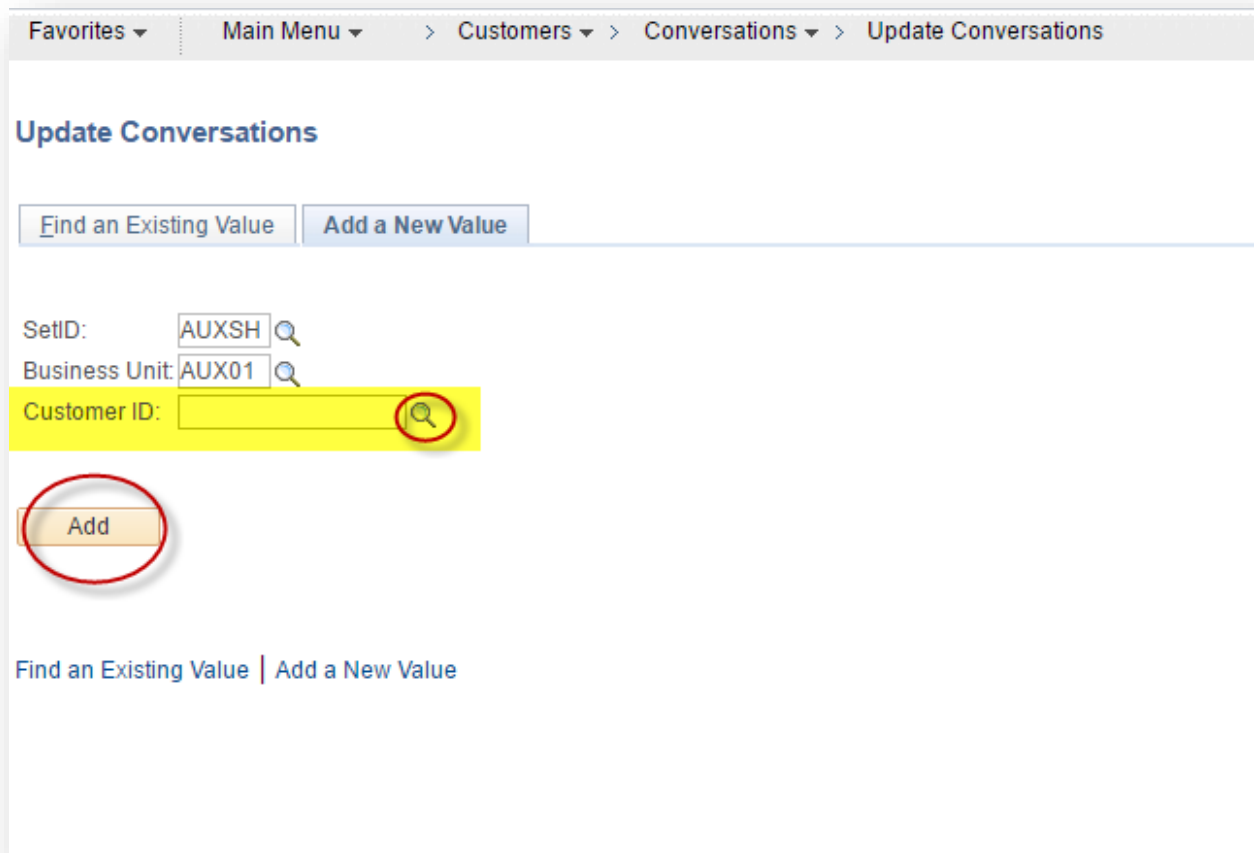 Favorites Main Menu > Customers > Conversations > Update Conversations
Update Conversations
Find an Existing Value Add a New Value
SetID: AUXSH
Business Unit: AUX01
Customer ID:
Add
Find an Existing Value | Add a New Value